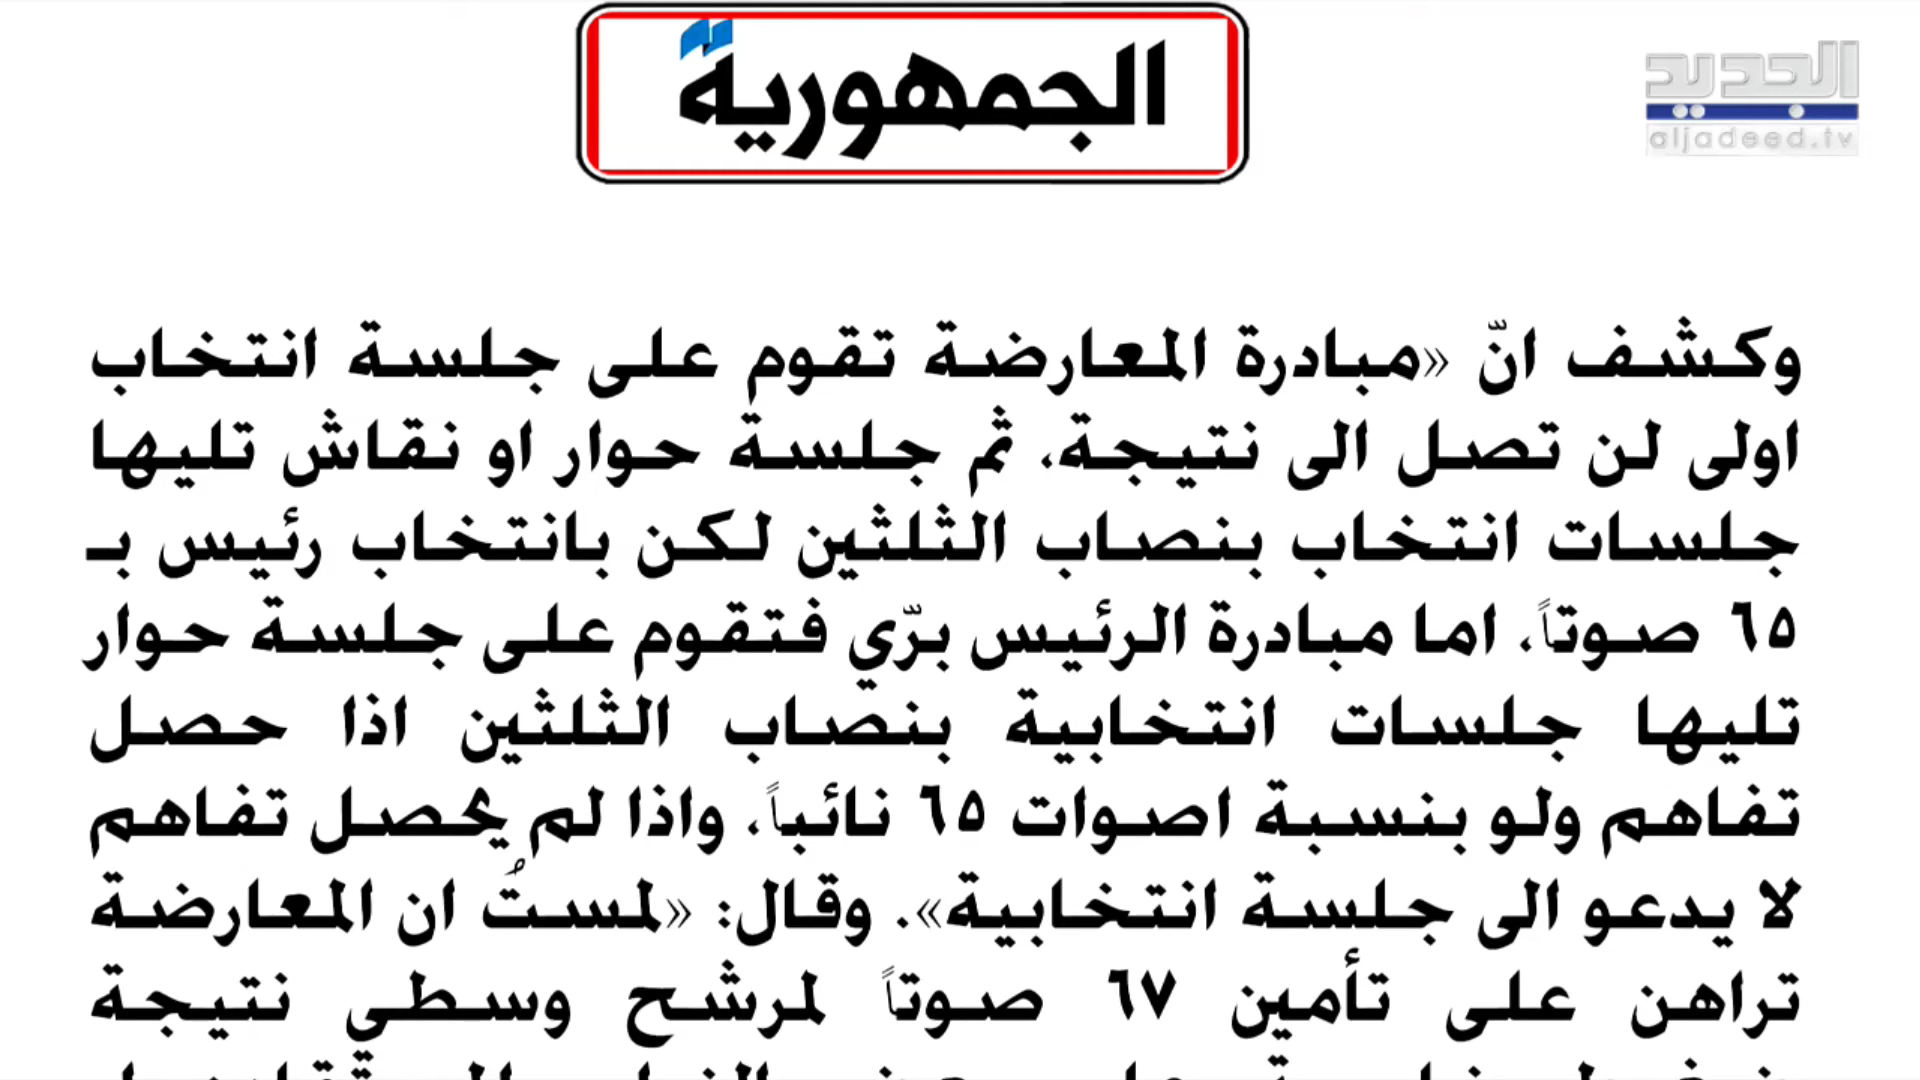 الجمهورية
الجديد
aljadeed.tv
وكشف انّ «مبادرة المعارضة تقوم على جلسة انتخاب
اولى لن تصل الى نتيجة، ثم جلسة حوار او نقاش تليها
جلسات انتخاب بنصاب الثلثين لكن بانتخاب رئيس بـ
٦٥ صوتاً، اما مبادرة الرئيس برّي فتقوم على جلسة حوار
تليها جلسات انتخابية بنصاب الثلثين اذا حصل
تفاهم ولو بنسبة اصوات ٦٥ نائباً، واذا لم يحصل تفاهم
لا يدعو الى جلسة انتخابية». وقال: «لمستُ ان المعارضة
تراهن على تأمين ٦٧ صوتاً لمرشح وسطي نتيجة